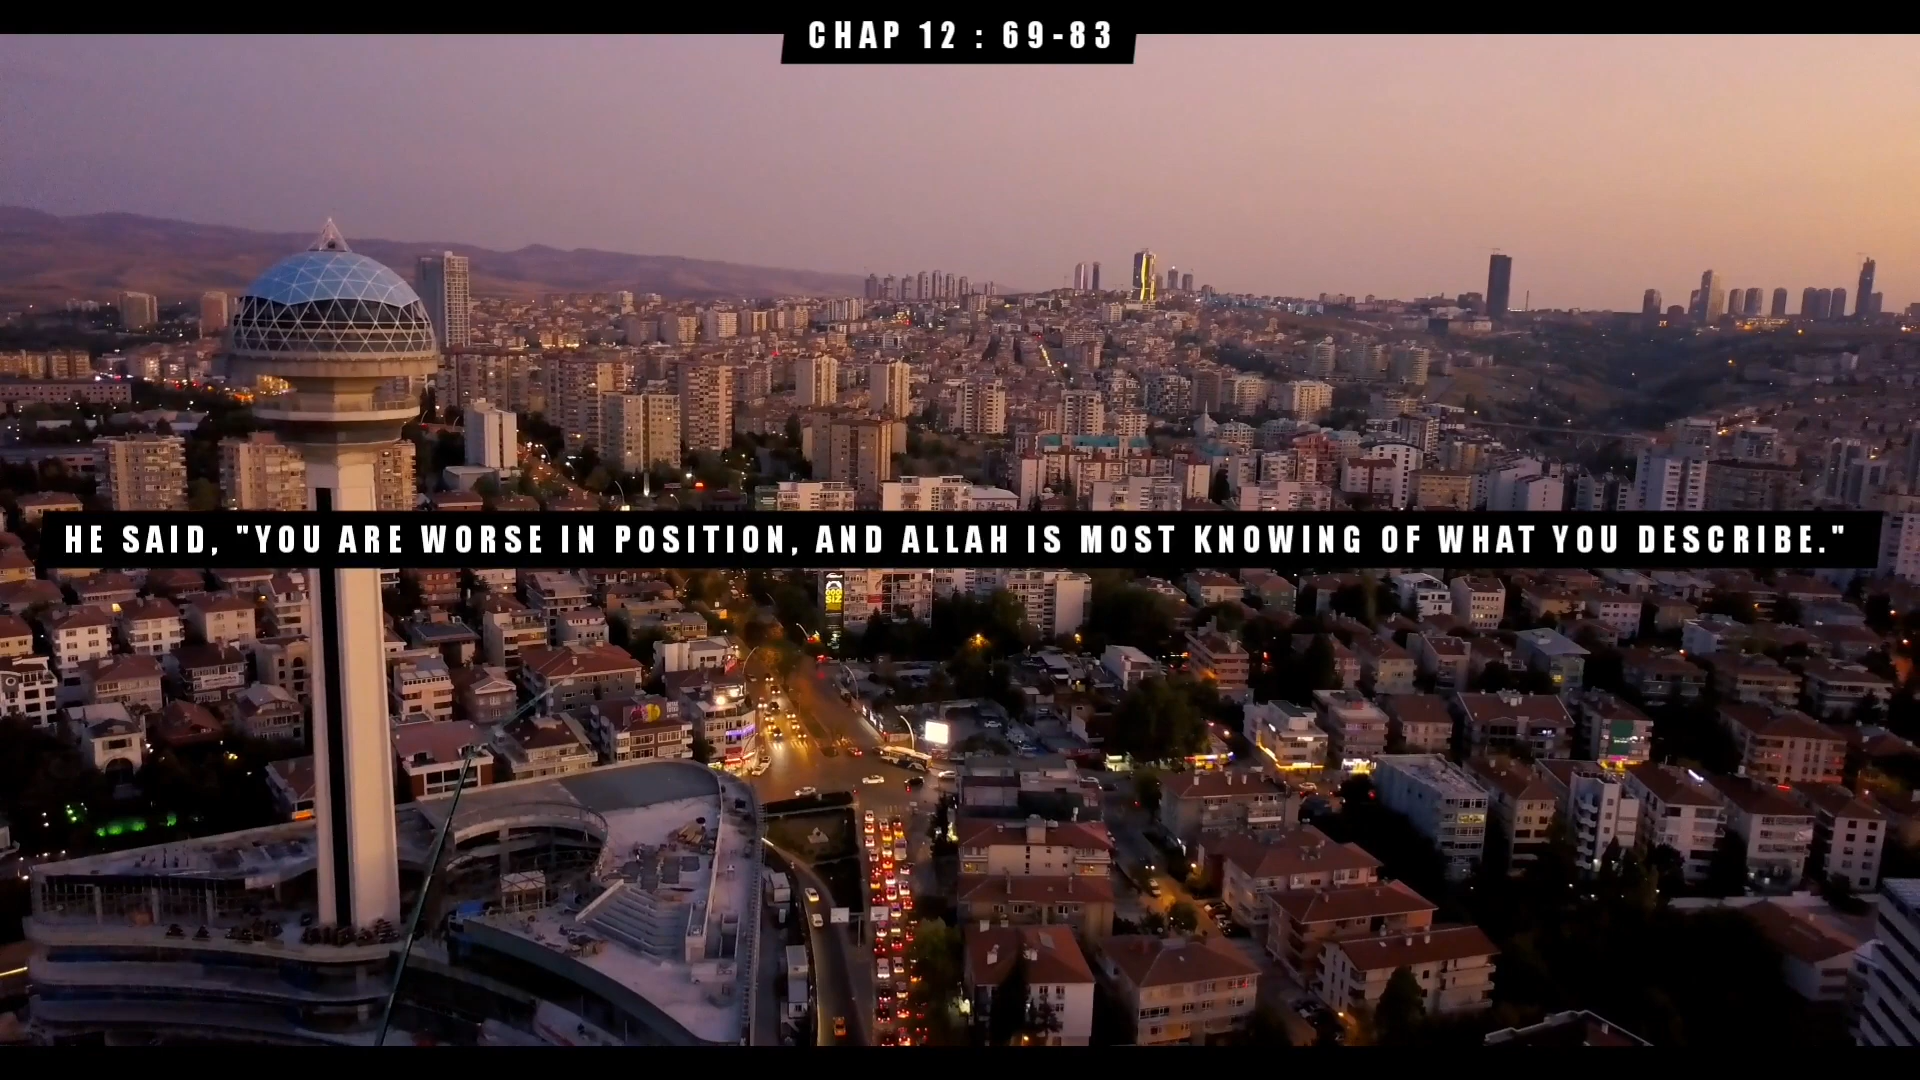 CHAP 12 : 69-83
HE SAID, "YOU ARE WORSE IN POSITION, AND ALLAH IS MOST KNOWING OF WHAT YOU DESCRIBE."